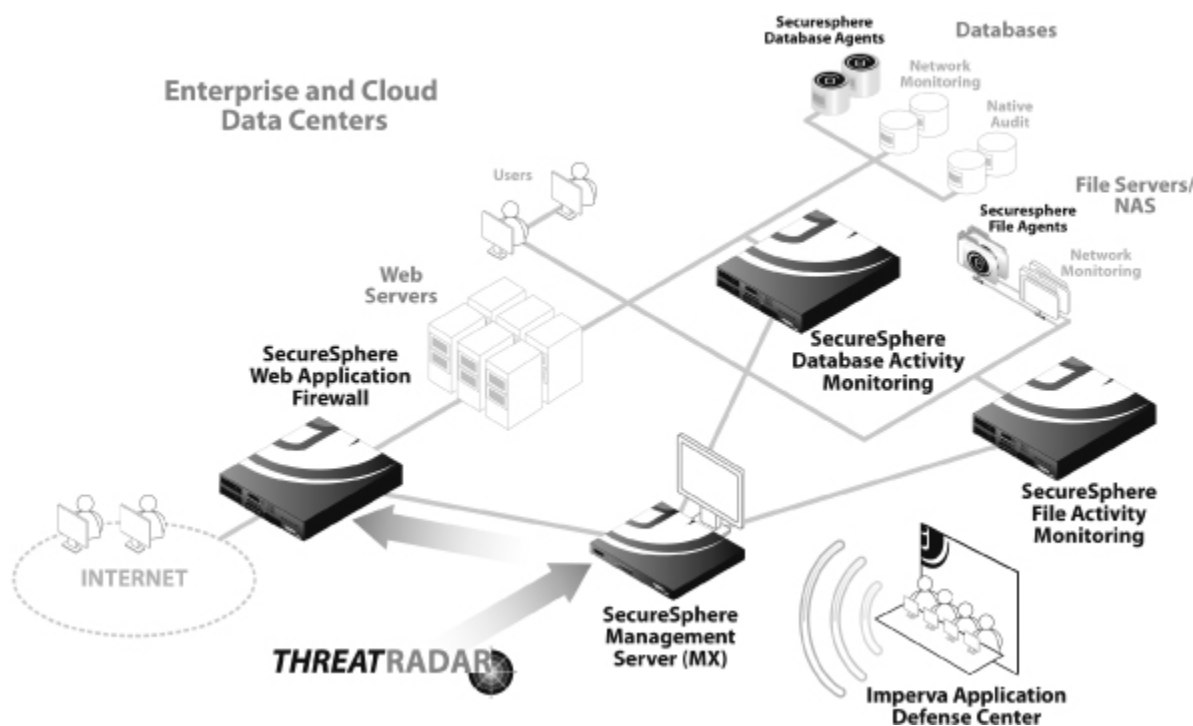 Securesphere
Database Agents
Databases
Network
Monitoring
Native
Audit
Enterprise and Cloud
Data Centers
Users
File Servers/
NAS
Securesphere
File Agents
Network
Monitoring
Web
Servers
SecureSphere
Web Application
Firewall
SecureSphere
Database Activity
Monitoring
SecureSphere
File Activity
Monitoring
INTERNET
SecureSphere
Management
Server (MX)
THREATRADAR
Imperva Application
Defense Center